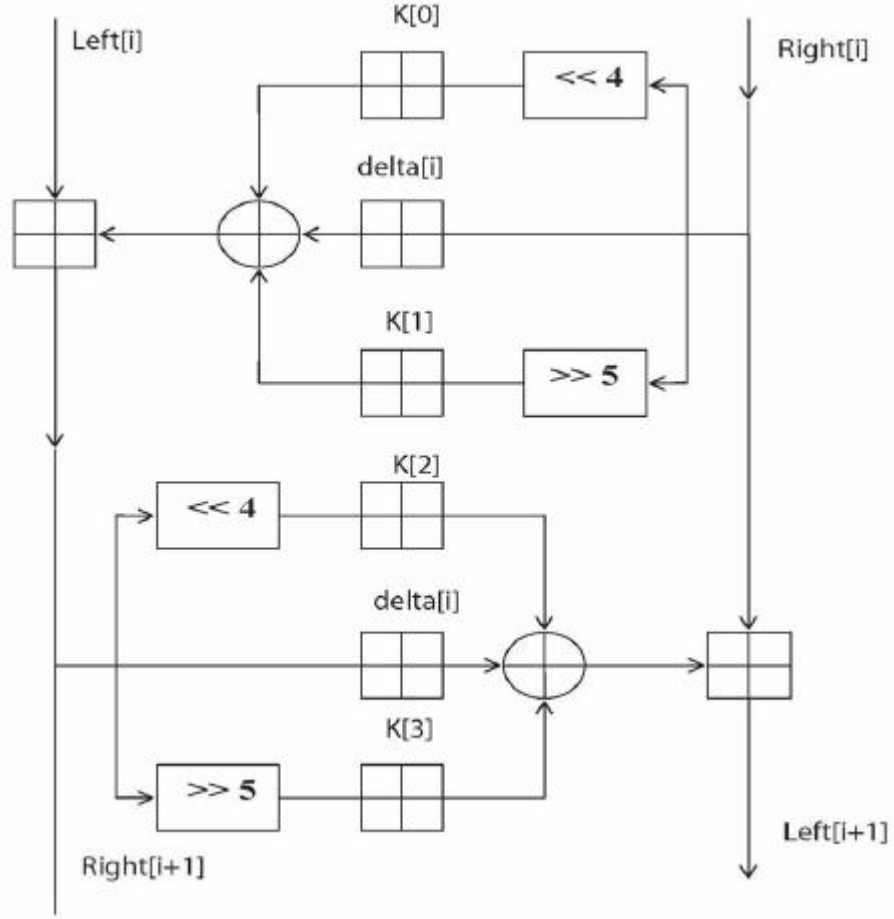 K[0]
Left[i]
Right[i]
<< 4
delta[i]
K[1]
>> 5
K[2]
<< 4
delta[i]
K[3]
>> 5
Left[i+1]
Right[i+1]